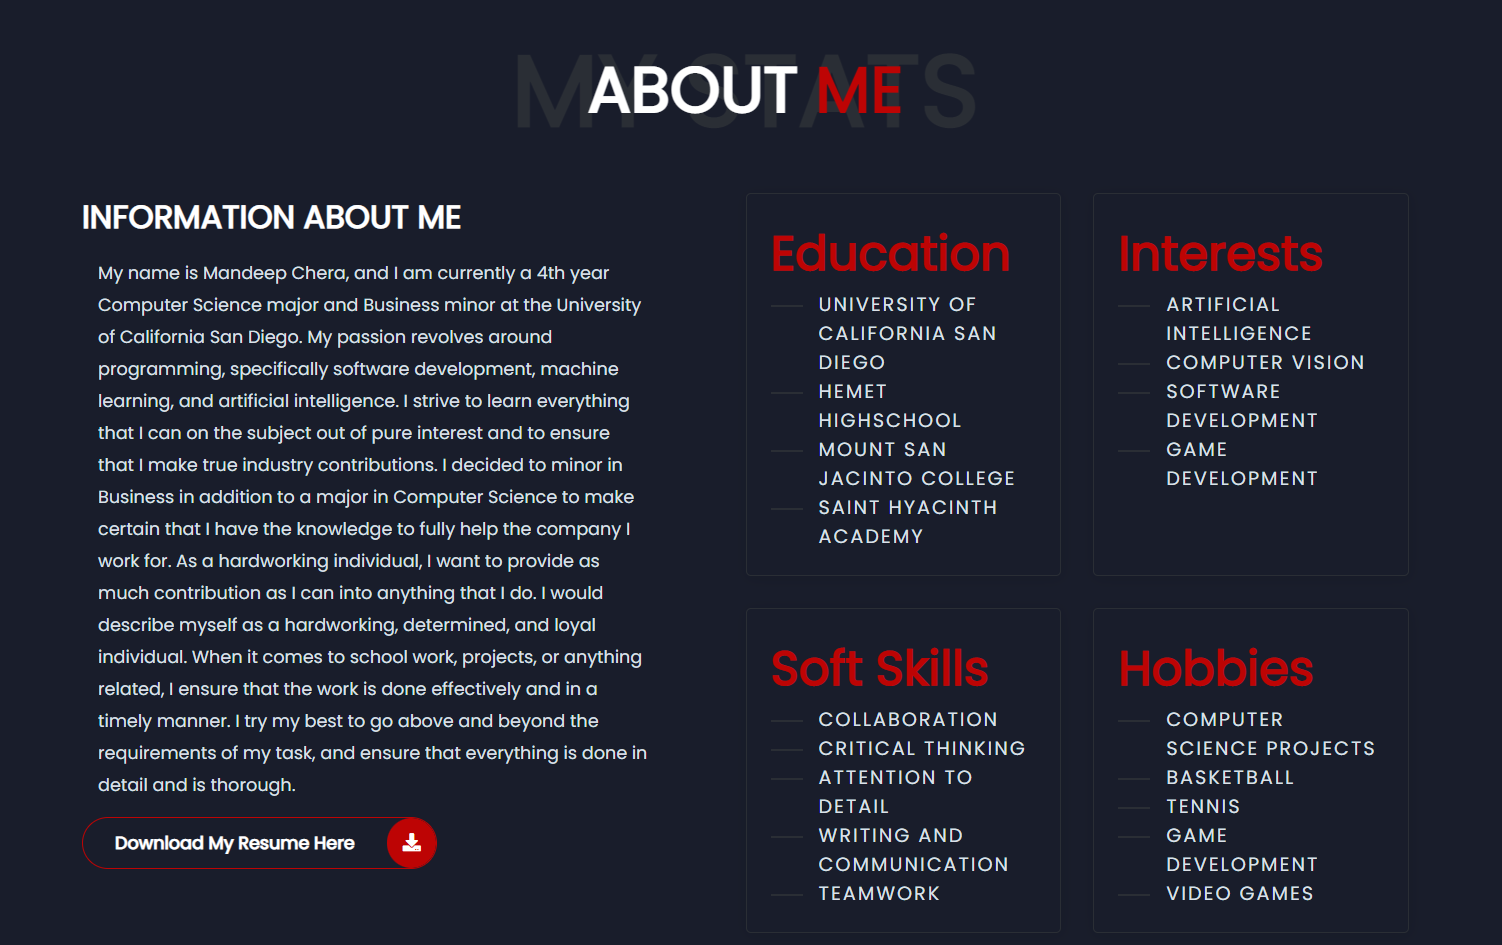 MY STATS
ABOUT ME
INFORMATION ABOUT ME
My name is Mandeep Chera, and I am currently a 4th year
Computer Science major and Business minor at the University
of California San Diego. My passion revolves around
programming, specifically software development, machine
learning, and artificial intelligence. I strive to learn everything
that I can on the subject out of pure interest and to ensure
that I make true industry contributions. I decided to minor in
Business in addition to a major in Computer Science to make
certain that I have the knowledge to fully help the company I
work for. As a hardworking individual, I want to provide as
much contribution as I can into anything that I do. I would
describe myself as a hardworking, determined, and loyal
individual. When it comes to school work, projects, or anything
related, I ensure that the work is done effectively and in a
timely manner. I try my best to go above and beyond the
requirements of my task, and ensure that everything is done in
detail and is thorough.
Download My Resume Here
Education
UNIVERSITY OF
CALIFORNIA SAN
DIEGO
HEMET
HIGHSCHOOL
MOUNT SAN
JACINTO COLLEGE
SAINT HYACINTH
ACADEMY
Interests
ARTIFICIAL
INTELLIGENCE
COMPUTER VISION
SOFTWARE
DEVELOPMENT
GAME
DEVELOPMENT
Soft Skills
COLLABORATION
CRITICAL THINKING
ATTENTION TO
DETAIL
WRITING AND
COMMUNICATION
TEAMWORK
Hobbies
COMPUTER
SCIENCE PROJECTS
BASKETBALL
TENNIS
GAME
DEVELOPMENT
VIDEO GAMES